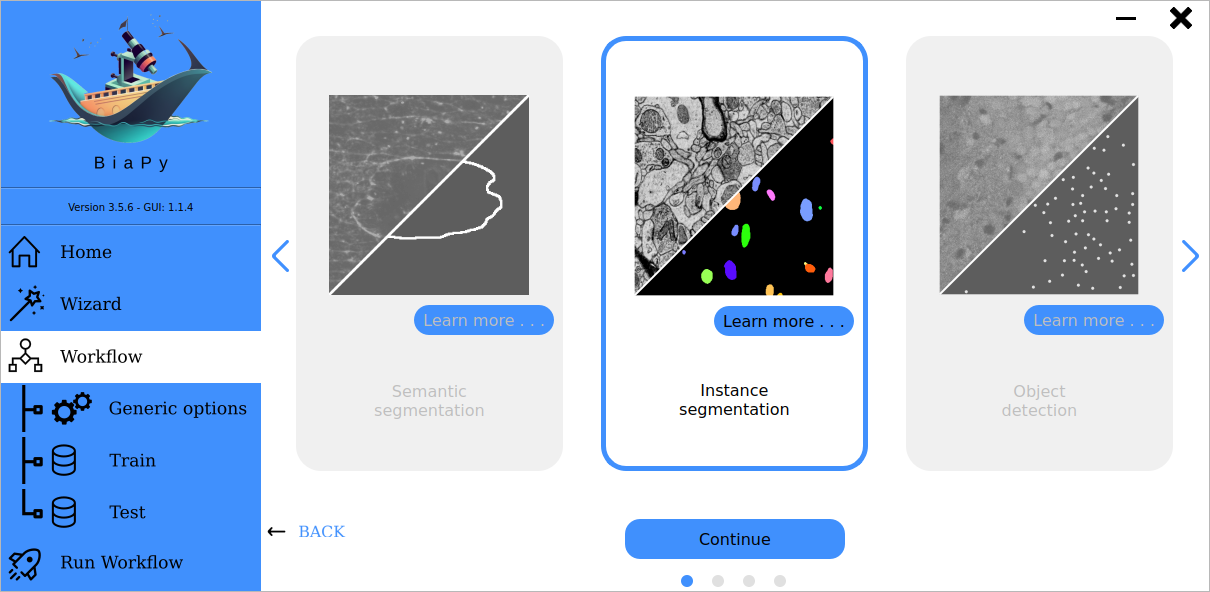 BiaPy
Version 3.5.6 - GUI: 1.1.4
Home
Wizard
Workflow
Generic options
Train
Test
Run Workflow
Learn more . . .
Semantic
segmentation
Learn more . . .
Instance
segmentation
Learn more . . .
Object
detection
BACK
Continue